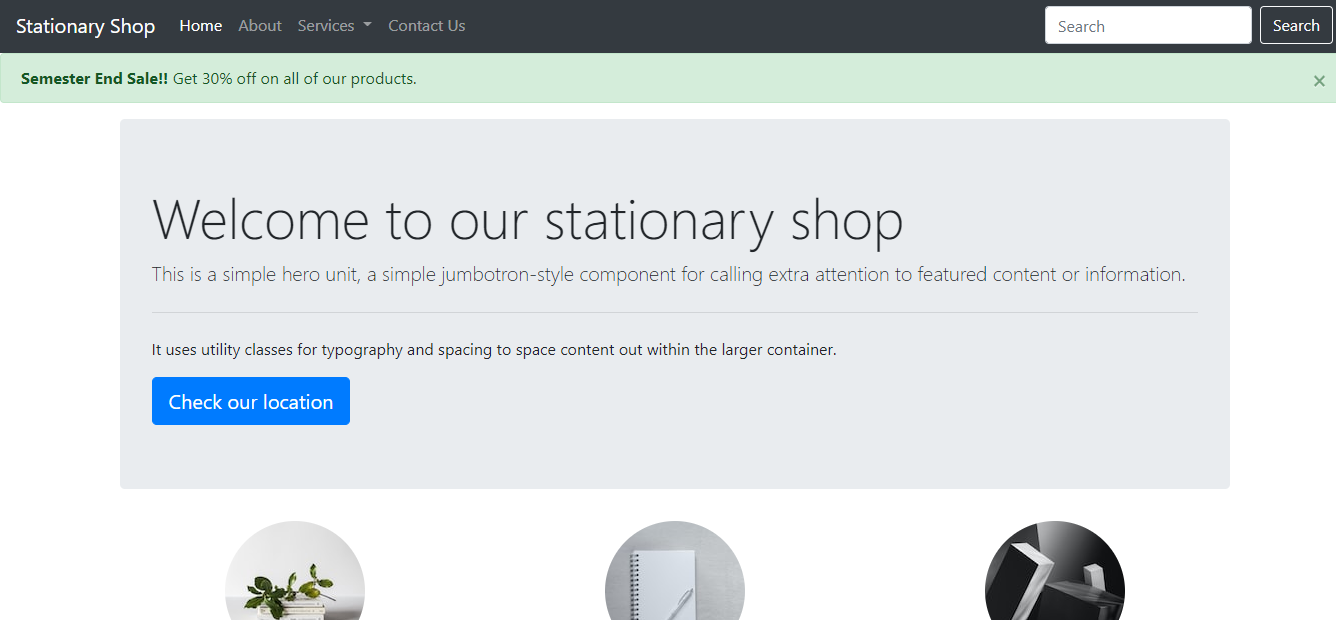 Stationary Shop Home About Services Contact Us Search Search
Semester End Sale!! Get 30% off on all of our products. ×
Welcome to our stationary shop
This is a simple hero unit, a simple jumbotron-style component for calling extra attention to featured content or information.
It uses utility classes for typography and spacing to space content out within the larger container.
Check our location